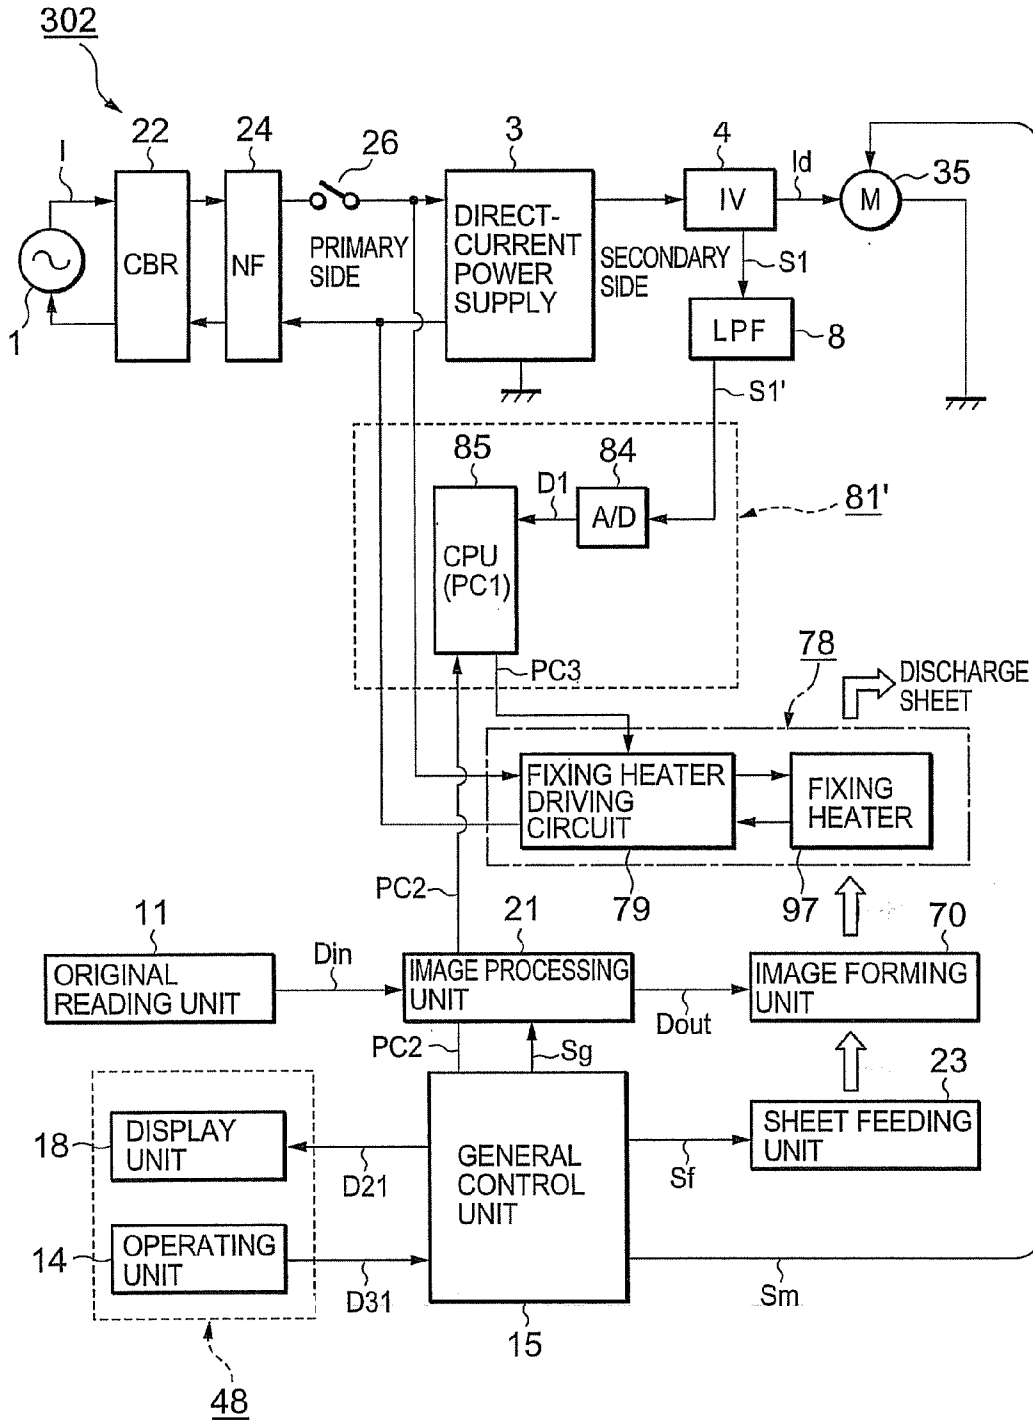 302
22
24
26
3
4
Id
35
I
CBR
NF
PRIMARY
SIDE
DIRECT-
CURRENT
POWER
SUPPLY
IV
M
SECONDARY
SIDE
S1
LPF
8
1
S1'
85
84
D1
A/D
81'
CPU
(PC1)
PC3
78
DISCHARGE
SHEET
FIXING HEATER
DRIVING
CIRCUIT
FIXING
HEATER
PC2
79
97
11
21
70
Din
ORIGINAL
READING UNIT
IMAGE PROCESSING
UNIT
IMAGE FORMING
UNIT
Dout
PC2
Sg
23
18
DISPLAY
UNIT
D21
GENERAL
CONTROL
UNIT
Sf
SHEET FEEDING
UNIT
14
OPERATING
UNIT
D31
Sm
15
48